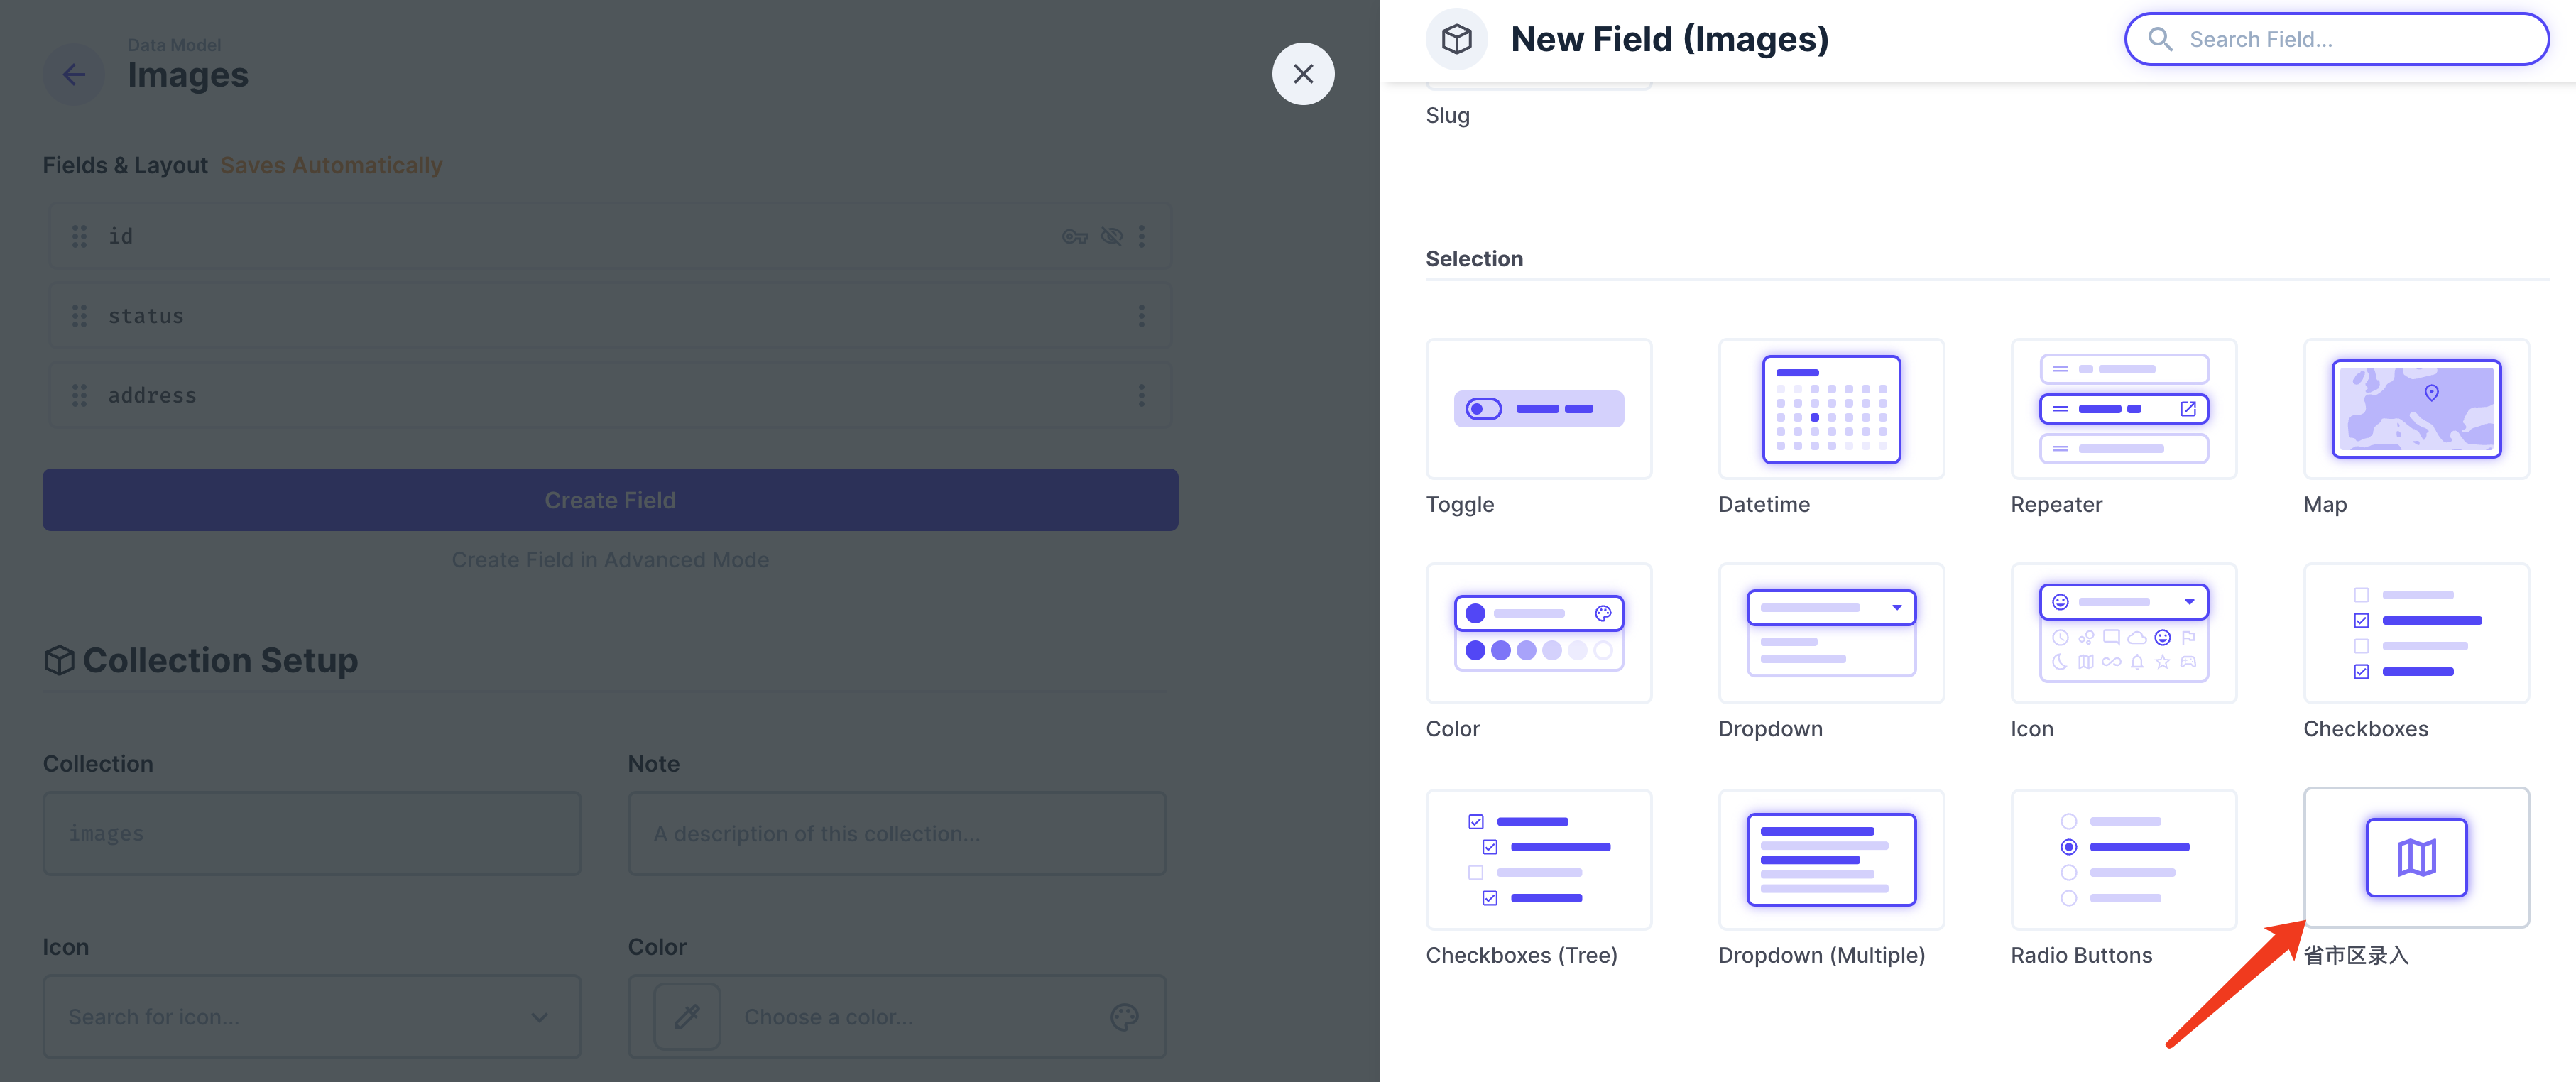 Data Model
Images
Fields & Layout Saves Automatically
id
status
address
Create Field
Create Field in Advanced Mode
Collection Setup
Collection
Note
images
A description of this collection...
Icon
Color
Search for icon...
Choose a color...
New Field (Images)
Search Field...
Slug
Selection
Toggle
Datetime
Repeater
Map
Color
Dropdown
Icon
Checkboxes
Checkboxes (Tree)
Dropdown (Multiple)
Radio Buttons
省市区录入